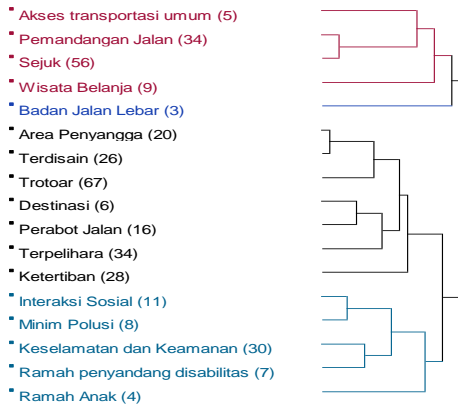 Akses transportasi umum (5)
Pemandangan Jalan (34)
Sejuk (56)
Wisata Belanja (9)
Badan Jalan Lebar (3)
Area Penyangga (20)
Terdisain (26)
Trotoar (67)
Destinasi (6)
Perabot Jalan (16)
Terpelihara (34)
Ketertiban (28)
Interaksi Sosial (11)
Minim Polusi (8)
Keselamatan dan Keamanan (30)
Ramah penyandang disabilitas (7)
Ramah Anak (4)